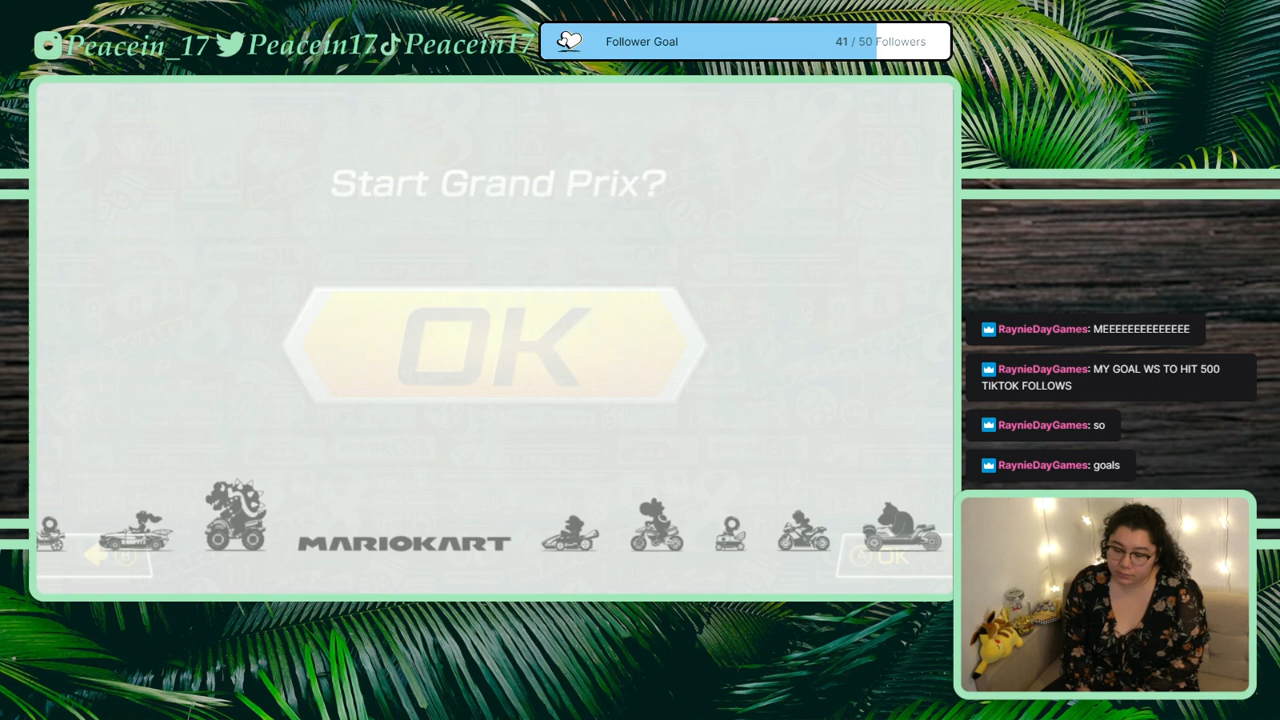 Peacein_17 Peacein17 Peacein17
Follower Goal 41 / 50 Followers
Start Grand Prix?
OK
MARIOKART
OK
RaynieDayGames: MEEEEEEEEEEEEEE
RaynieDayGames: MY GOAL WS TO HIT 500
TIKTOK FOLLOWS
RaynieDayGames: so
RaynieDayGames: goals